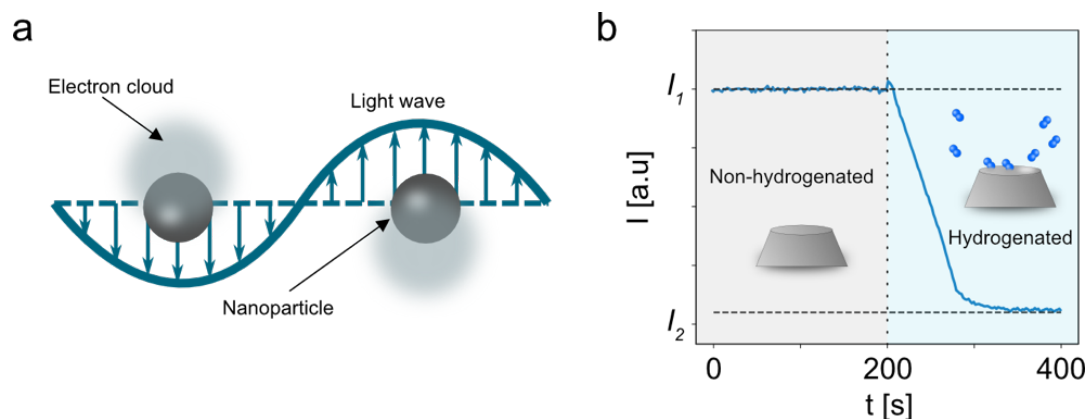 a
Electron cloud
Light wave
Nanoparticle
b
I₁
I₂
I [a.u]
Non-hydrogenated
Hydrogenated
0
200
400
t [s]